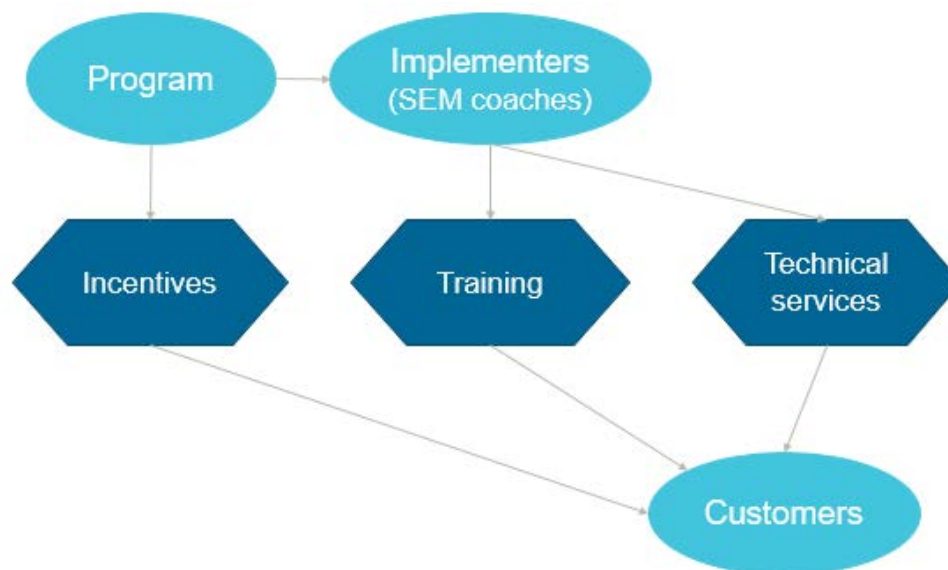 Program
Implementers
(SEM coaches)
Incentives
Training
Technical
services
Customers